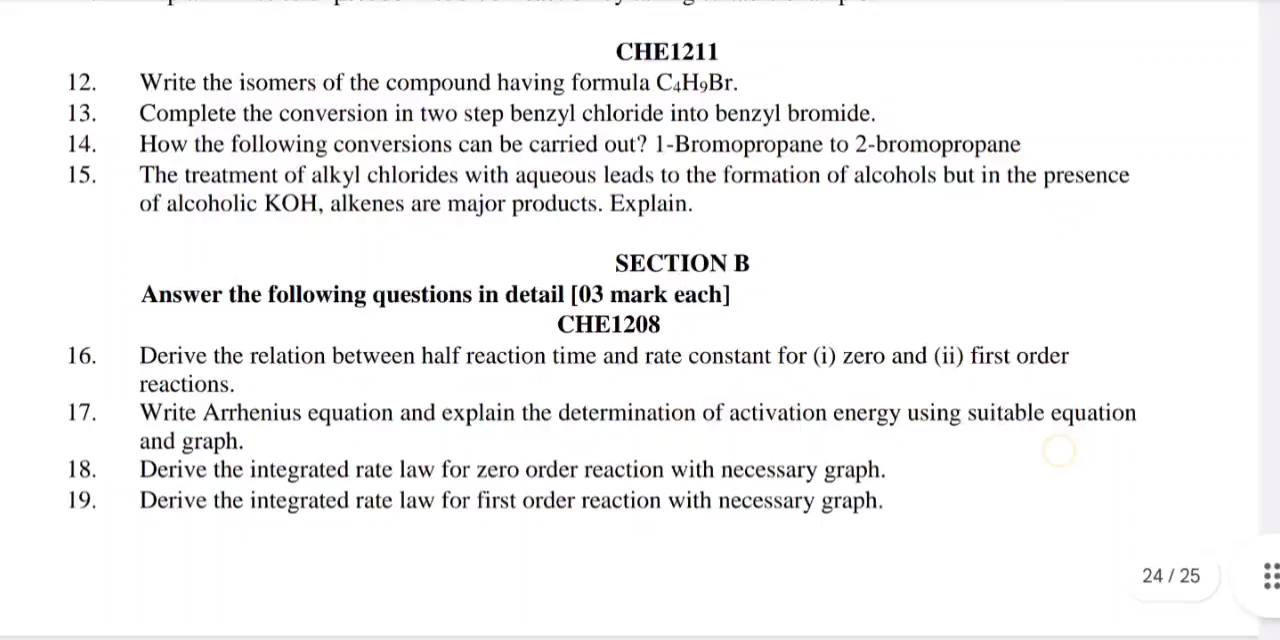 CHE1211
12. Write the isomers of the compound having formula C₄H₉Br.
13. Complete the conversion in two step benzyl chloride into benzyl bromide.
14. How the following conversions can be carried out? 1-Bromopropane to 2-bromopropane
15. The treatment of alkyl chlorides with aqueous leads to the formation of alcohols but in the presence
of alcoholic KOH, alkenes are major products. Explain.
SECTION B
Answer the following questions in detail [03 mark each]
CHE1208
16. Derive the relation between half reaction time and rate constant for (i) zero and (ii) first order
reactions.
17. Write Arrhenius equation and explain the determination of activation energy using suitable equation
and graph.
18. Derive the integrated rate law for zero order reaction with necessary graph.
19. Derive the integrated rate law for first order reaction with necessary graph.
24 / 25